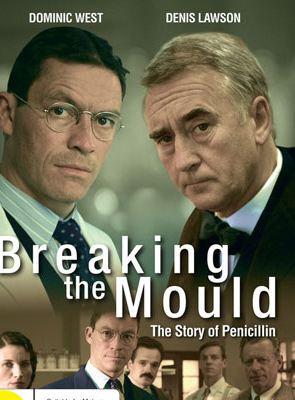 DOMINIC WEST DENIS LAWSON
Breaking
the Mould
The Story of Penicillin